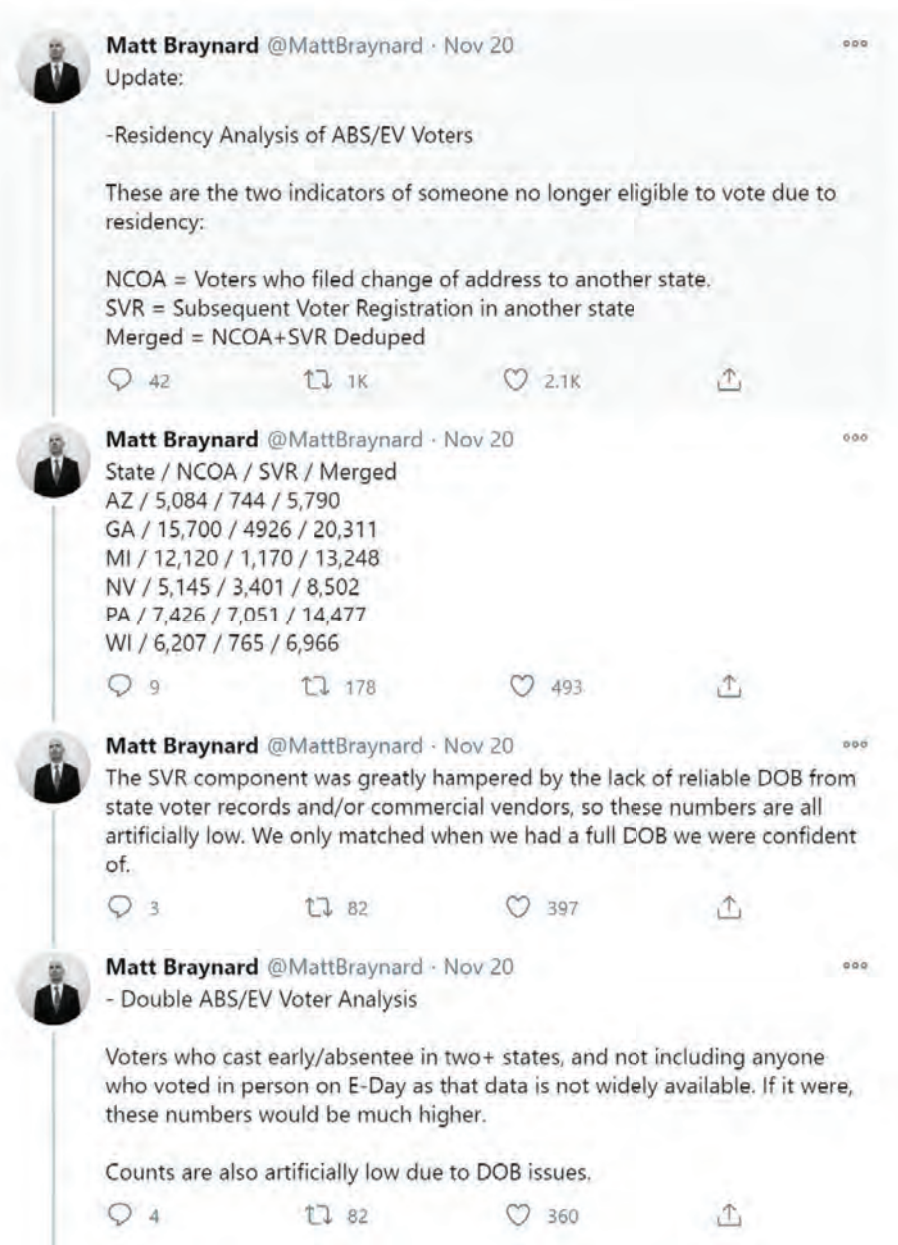 Matt Braynard @MattBraynard · Nov 20
Update:
-Residency Analysis of ABS/EV Voters
These are the two indicators of someone no longer eligible to vote due to
residency:
NCOA = Voters who filed change of address to another state.
SVR = Subsequent Voter Registration in another state
Merged = NCOA+SVR Deduped
42 1K 2.1K
Matt Braynard @MattBraynard · Nov 20
State / NCOA / SVR / Merged
AZ / 5,084 / 744 / 5,790
GA / 15,700 / 4926 / 20,311
MI / 12,120 / 1,170 / 13,248
NV / 5,145 / 3,401 / 8,502
PA / 7,426 / 7,051 / 14,477
WI / 6,207 / 765 / 6,966
9 178 493
Matt Braynard @MattBraynard · Nov 20
The SVR component was greatly hampered by the lack of reliable DOB from
state voter records and/or commercial vendors, so these numbers are all
artificially low. We only matched when we had a full DOB we were confident
of.
3 82 397
Matt Braynard @MattBraynard · Nov 20
- Double ABS/EV Voter Analysis
Voters who cast early/absentee in two+ states, and not including anyone
who voted in person on E-Day as that data is not widely available. If it were,
these numbers would be much higher.
Counts are also artificially low due to DOB issues.
4 82 360